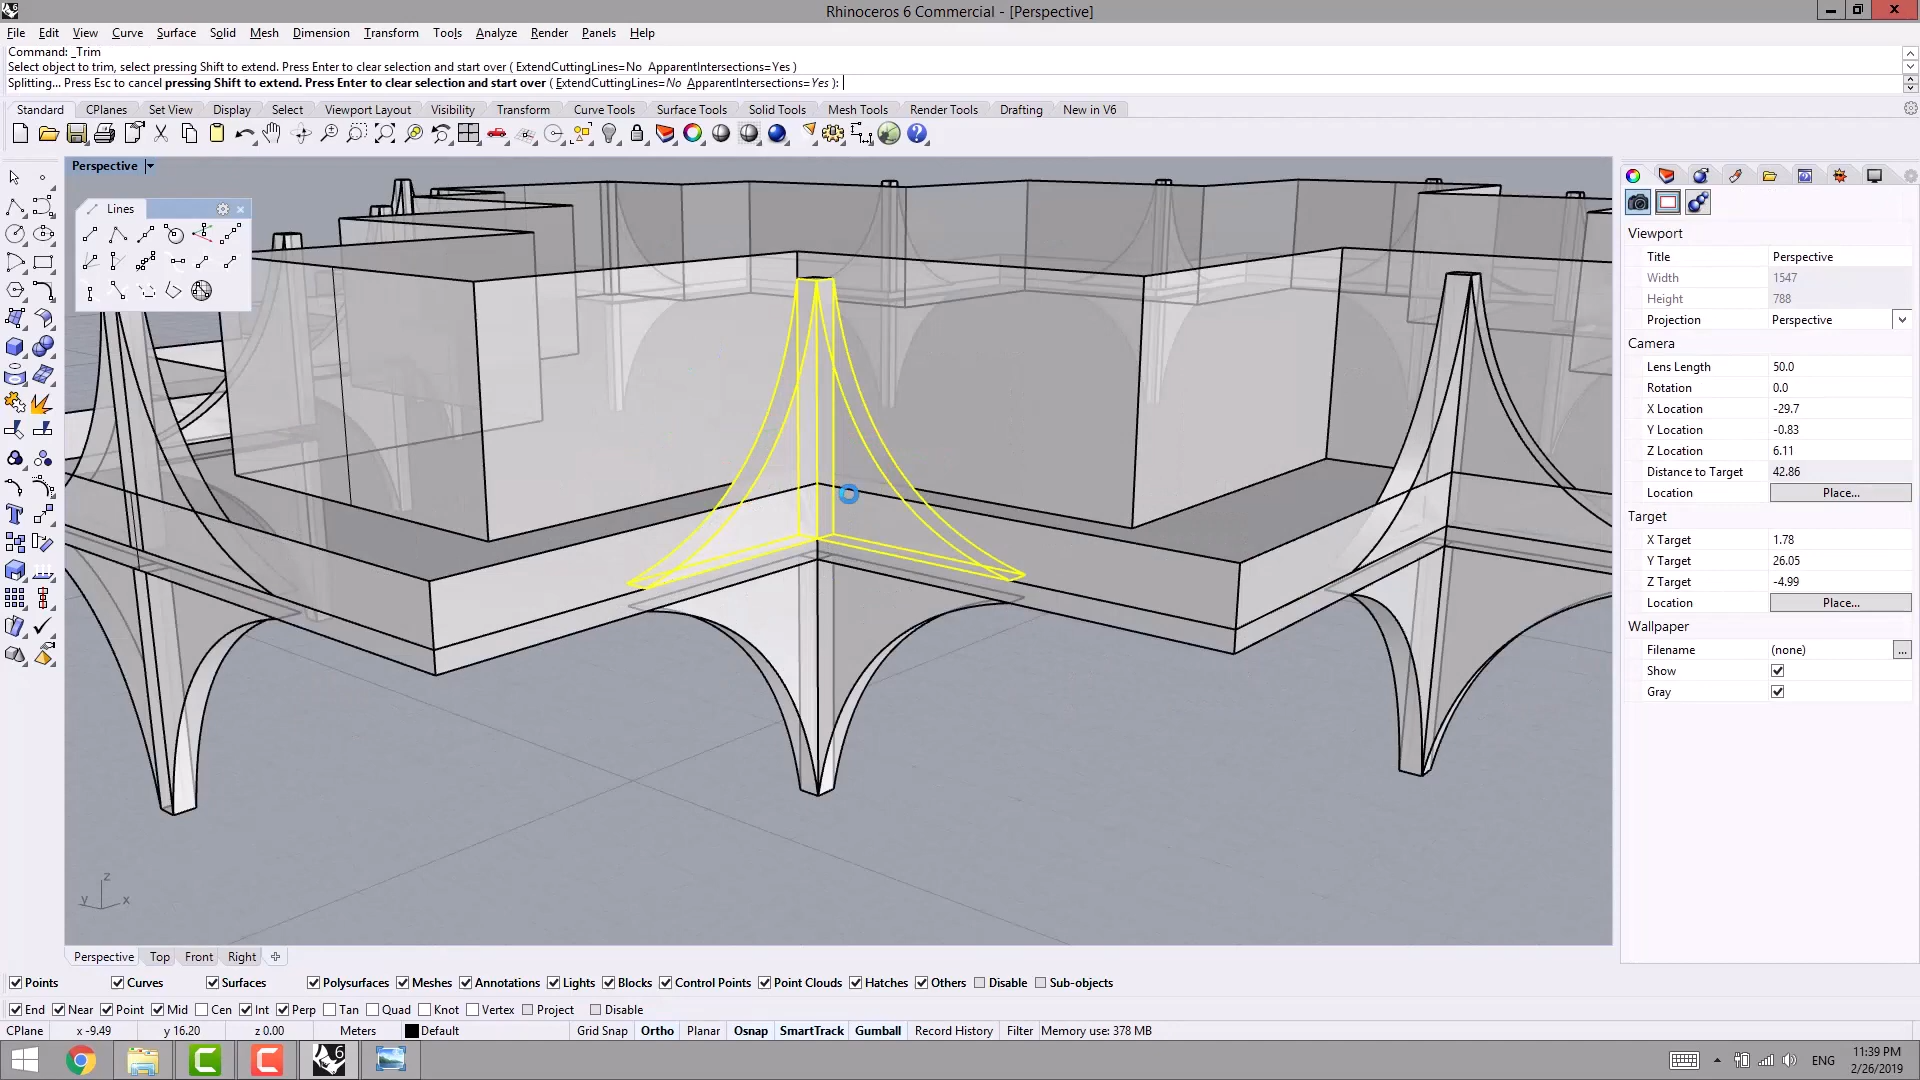 Rhinoceros 6 Commercial - [Perspective]
File Edit View Curve Surface Solid Mesh Dimension Transform Tools Analyze Render Panels Help
Command: _Trim
Select object to trim, select pressing Shift to extend. Press Enter to clear selection and start over ( ExtendCuttingLines=No ApparentIntersections=Yes )
Splitting... Press Esc to cancel pressing Shift to extend. Press Enter to clear selection and start over ( ExtendCuttingLines=No ApparentIntersections=Yes ):
Standard CPlanes Set View Display Select Viewport Layout Visibility Transform Curve Tools Surface Tools Solid Tools Mesh Tools Render Tools Drafting New in V6
Perspective
Lines
Viewport
Title Perspective
Width 1547
Height 788
Projection Perspective
Camera
Lens Length 50.0
Rotation 0.0
X Location -29.7
Y Location -0.83
Z Location 6.11
Distance to Target 42.86
Location Place...
Target
X Target 1.78
Y Target 26.05
Z Target -4.99
Location Place...
Wallpaper
Filename (none) ...
Show
Gray
z
y x
Perspective Top Front Right
Points Curves Surfaces Polysurfaces Meshes Annotations Lights Blocks Control Points Point Clouds Hatches Others Disable Sub-objects
End Near Point Mid Cen Int Perp Tan Quad Knot Vertex Project Disable
CPlane x -9.49 y 16.20 z 0.00 Meters Default Grid Snap Ortho Planar Osnap SmartTrack Gumball Record History Filter Memory use: 378 MB
6
ENG
11:39 PM
2/26/2019